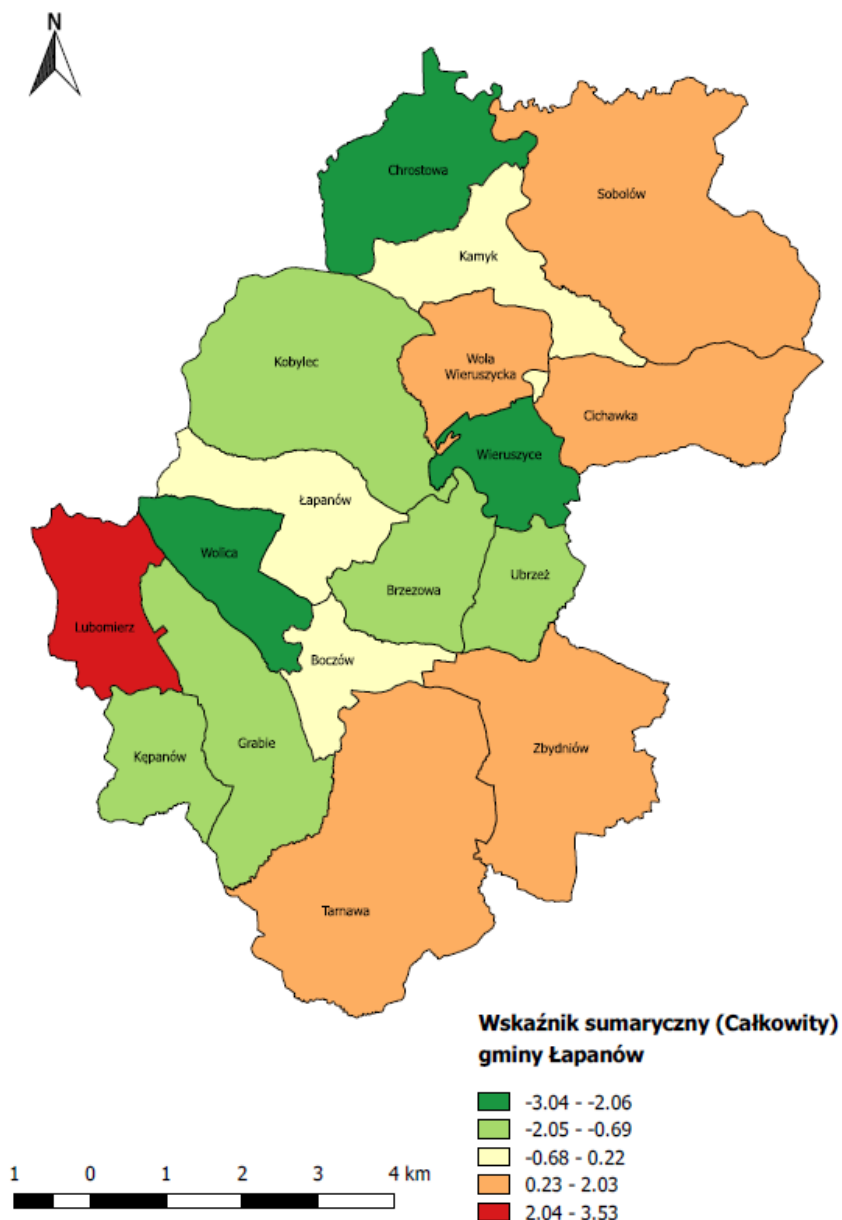 N
Chrostowa
Sobolów
Kamyk
Kobylec
Wola
Wieruszycka
Cichawka
Wieruszyce
Łapanów
Wolica
Ubrzeż
Brzezowa
Lubomierz
Boczów
Grabie
Zbydniów
Kępanów
Tarnawa
Wskaźnik sumaryczny (Całkowity)
gminy Łapanów
-3.04 - -2.06
-2.05 - -0.69
-0.68 - 0.22
0.23 - 2.03
2.04 - 3.53
1 0 1 2 3 4 km